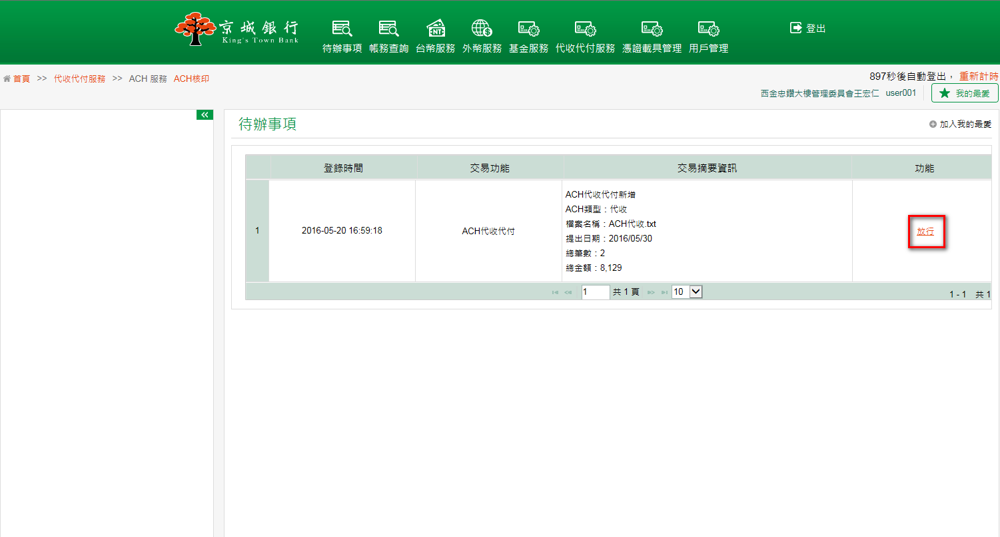 京城銀行
King's Town Bank
待辦事項 帳務查詢 台幣服務 外幣服務 基金服務 代收代付服務 憑證載具管理 用戶管理
登出
首頁 >> 代收代付服務 >> ACH 服務 ACH核印
897秒後自動登出， 重新計時
西金忠鑽大樓管理委員會王宏仁 user001
我的最愛
待辦事項
加入我的最愛
登錄時間 交易功能 交易摘要資訊 功能
1 2016-05-20 16:59:18 ACH代收代付
ACH代收代付新增
ACH類型：代收
檔案名稱：ACH代收.txt
提出日期：2016/05/30
總筆數：2
總金額：8,129
放行
1 共 1 頁 10
1 - 1 共 1